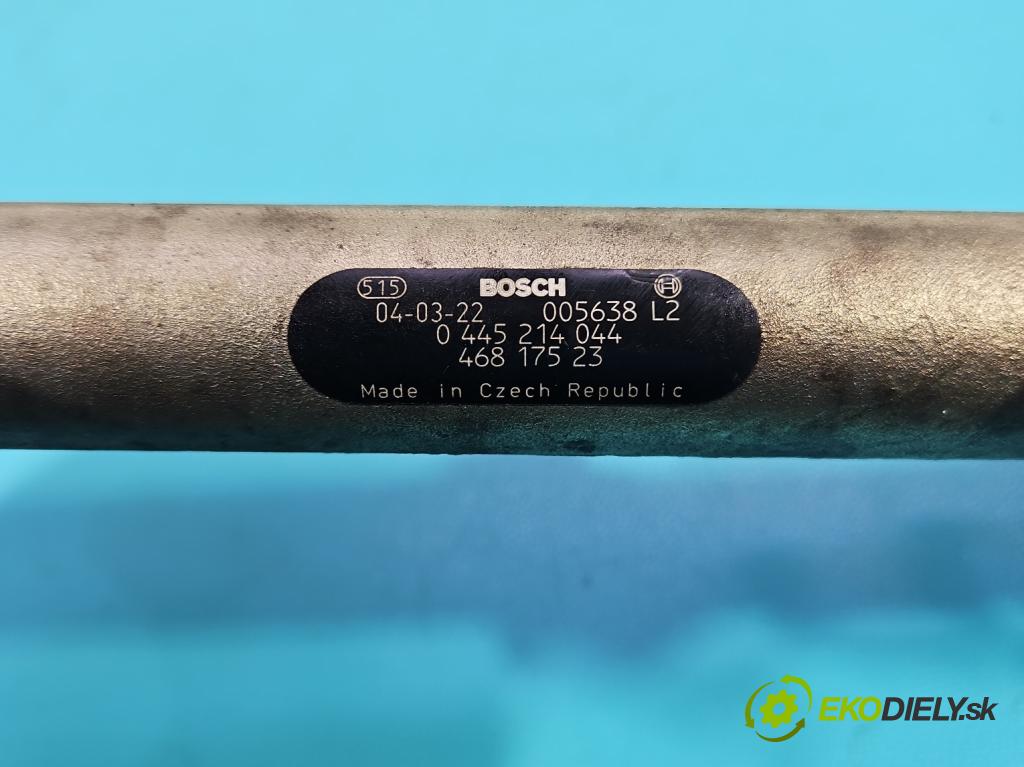 515 BOSCH H
04-03-22 005638 L2
0 445 214 044
468 175 23
Made in Czech Republic
EKODIELY.sk